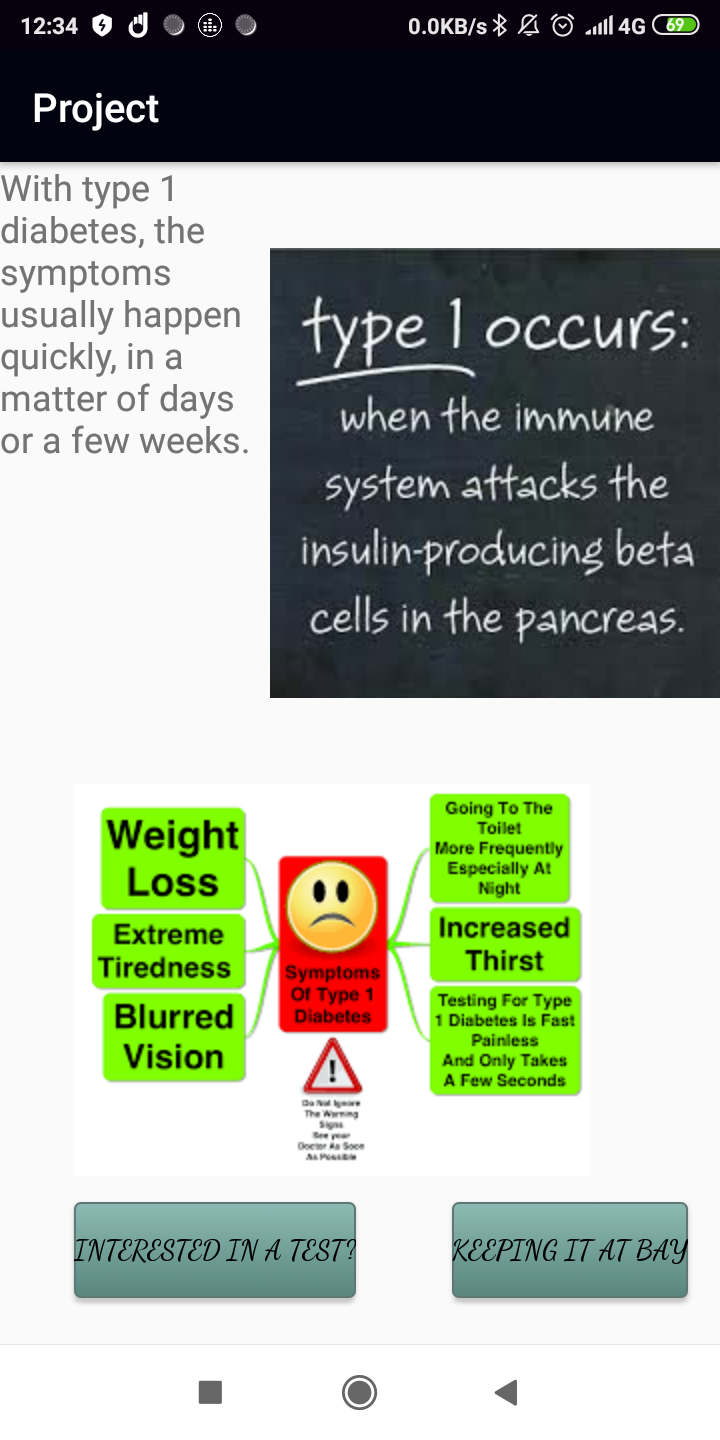 12:34
0.0KB/s
4G
69
Project
With type 1
diabetes, the
symptoms
usually happen
quickly, in a
matter of days
or a few weeks.
type 1 occurs:
when the immune
system attacks the
insulin-producing beta
cells in the pancreas.
Weight
Loss
Extreme
Tiredness
Blurred
Vision
Symptoms
Of Type 1
Diabetes
!
Do Not Ignore
The Warning
Signs
See your
Doctor As Soon
As Possible
Going To The
Toilet
More Frequently
Especially At
Night
Increased
Thirst
Testing For Type
1 Diabetes Is Fast
Painless
And Only Takes
A Few Seconds
INTERESTED IN A TEST?
KEEPING IT AT BAY